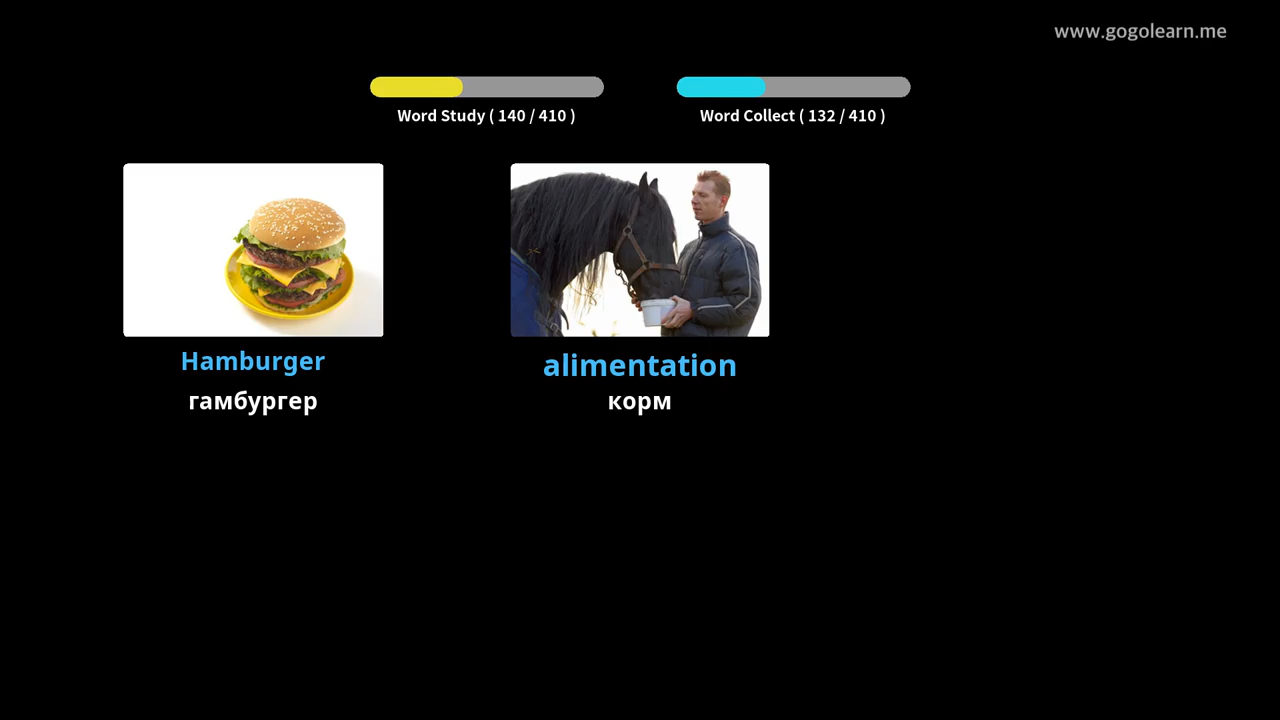 www.gogolearn.me
Word Study ( 140 / 410 )
Word Collect ( 132 / 410 )
Hamburger
гамбургер
alimentation
корм